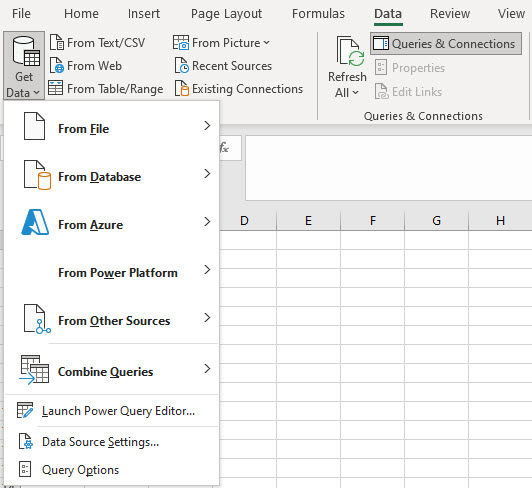 File Home Insert Page Layout Formulas Data Review View
From Text/CSV From Picture Queries & Connections
Get Data From Web Recent Sources Refresh All Properties
From Table/Range Existing Connections Edit Links
Queries & Connections
From File
fx
From Database
From Azure
D E F G H
From Power Platform
From Other Sources
Combine Queries
Launch Power Query Editor...
Data Source Settings...
Query Options